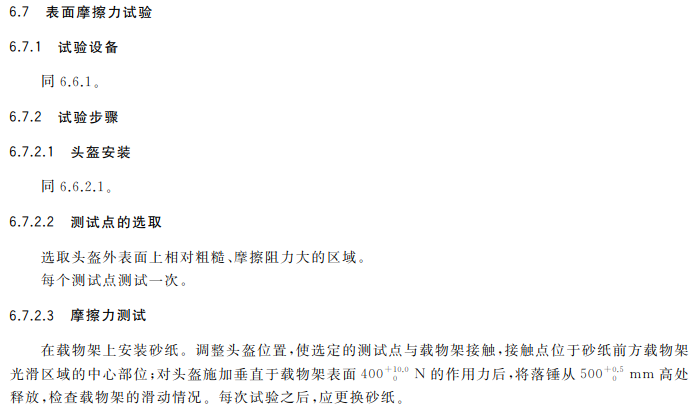 6.7 表面摩擦力试验
6.7.1 试验设备
同 6.6.1。
6.7.2 试验步骤
6.7.2.1 头盔安装
同 6.6.2.1。
6.7.2.2 测试点的选取
选取头盔外表面上相对粗糙、摩擦阻力大的区域。
每个测试点测试一次。
6.7.2.3 摩擦力测试
在载物架上安装砂纸。调整头盔位置,使选定的测试点与载物架接触,接触点位于砂纸前方载物架
光滑区域的中心部位;对头盔施加垂直于载物架表面 400 +10.0 0 N 的作用力后,将落锤从 500 +0.5 0 mm 高处
释放,检查载物架的滑动情况。每次试验之后,应更换砂纸。